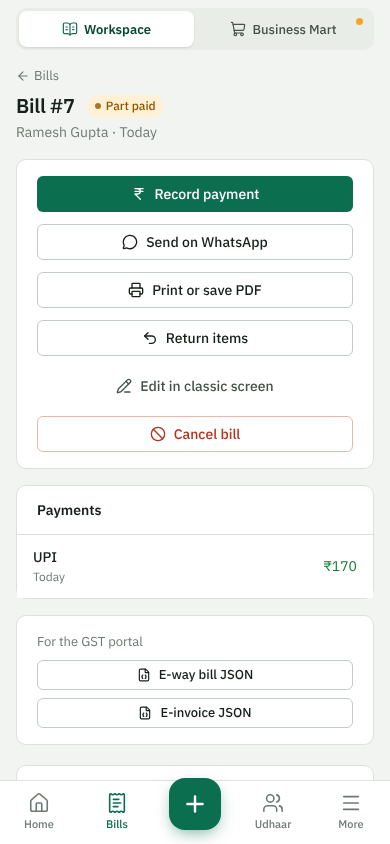 Workspace
Business Mart
Bills
Bill #7 Part paid
Ramesh Gupta · Today
₹ Record payment
Send on WhatsApp
Print or save PDF
Return items
Edit in classic screen
Cancel bill
Payments
UPI
Today
₹170
For the GST portal
E-way bill JSON
E-invoice JSON
Home
Bills
Udhaar
More